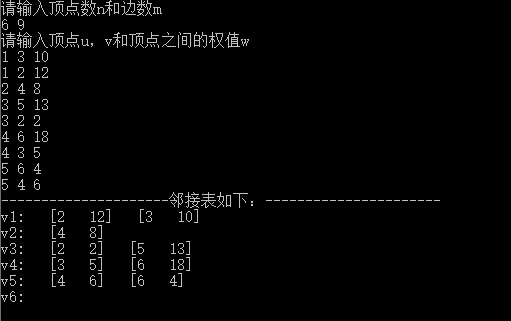 请输入顶点数n和边数m
6 9
请输入顶点u，v和顶点之间的权值w
1 3 10
1 2 12
2 4 8
3 5 13
3 2 2
4 6 18
4 3 5
5 6 4
5 4 6
---------------------邻接表如下：----------------------
v1:   [2   12]   [3   10]
v2:   [4   8]
v3:   [2   2]   [5   13]
v4:   [3   5]   [6   18]
v5:   [4   6]   [6   4]
v6: